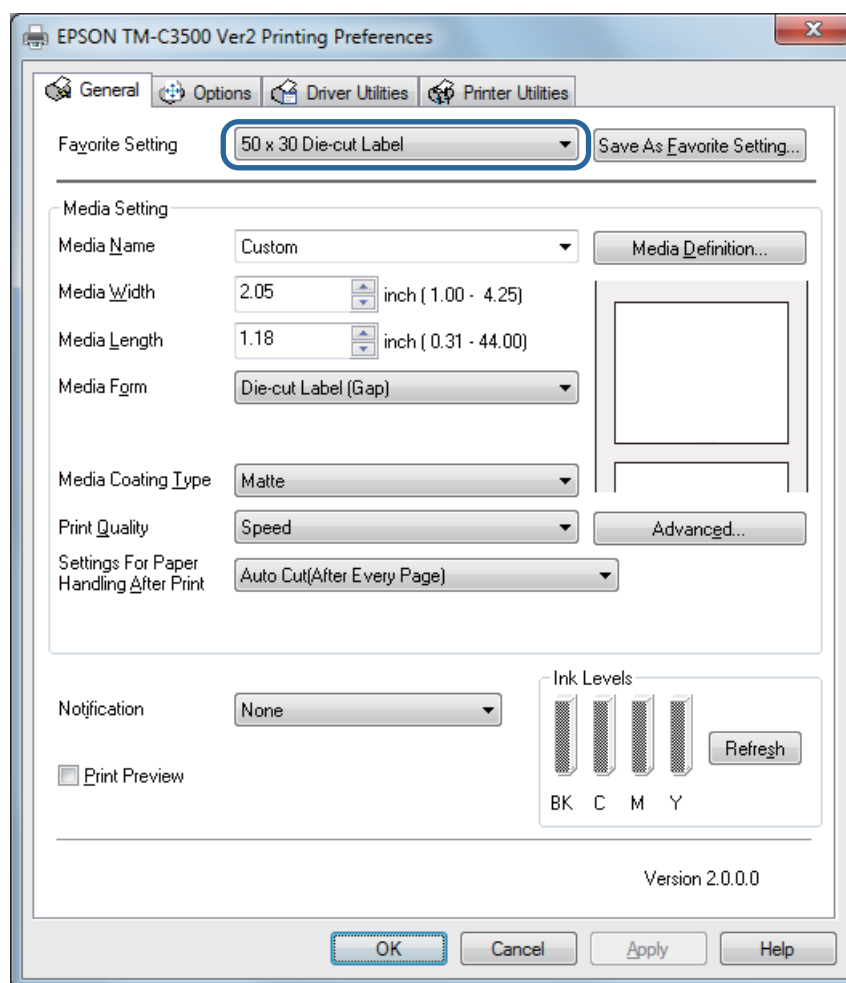 EPSON TM-C3500 Ver2 Printing Preferences
General Options Driver Utilities Printer Utilities
Favorite Setting 50 x 30 Die-cut Label Save As Favorite Setting...
Media Setting
Media Name Custom Media Definition...
Media Width 2.05 inch ( 1.00 - 4.25)
Media Length 1.18 inch ( 0.31 - 44.00)
Media Form Die-cut Label (Gap)
Media Coating Type Matte
Print Quality Speed Advanced...
Settings For Paper
Handling After Print Auto Cut(After Every Page)
Ink Levels
Notification None
Refresh
Print Preview
BK C M Y
Version 2.0.0.0
OK Cancel Apply Help